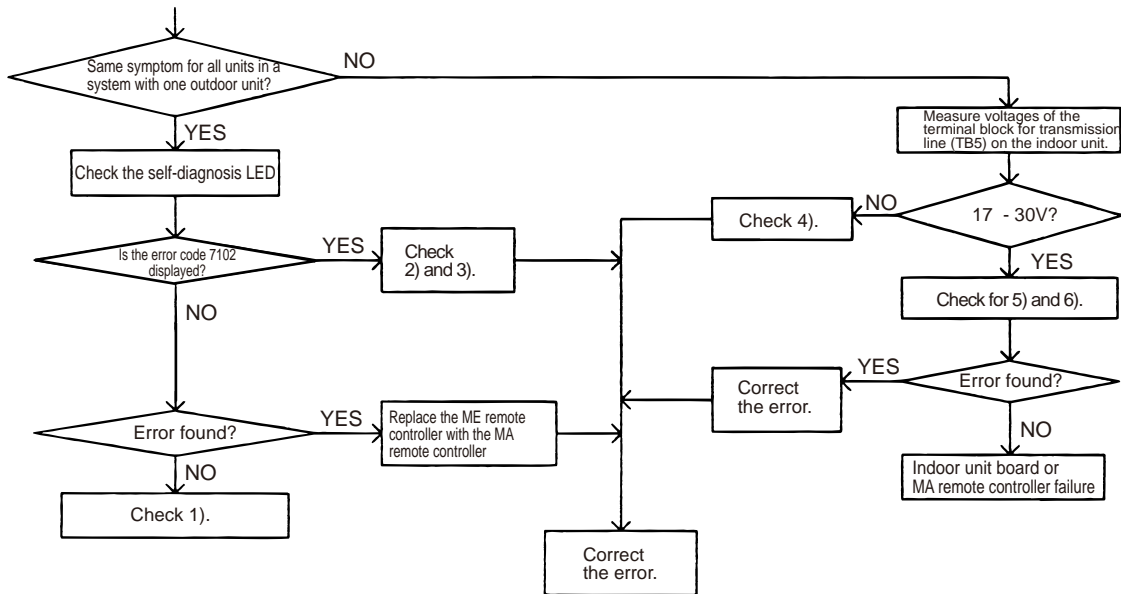 Same symptom for all units in a
system with one outdoor unit?
NO
YES
Check the self-diagnosis LED
Is the error code 7102
displayed?
YES
Check
2) and 3).
NO
Error found?
YES
Replace the ME remote
controller with the MA
remote controller
NO
Check 1).
Measure voltages of the
terminal block for transmission
line (TB5) on the indoor unit.
17 - 30V?
NO
Check 4).
YES
Check for 5) and 6).
Error found?
YES
Correct
the error.
NO
Indoor unit board or
MA remote controller failure
Correct
the error.